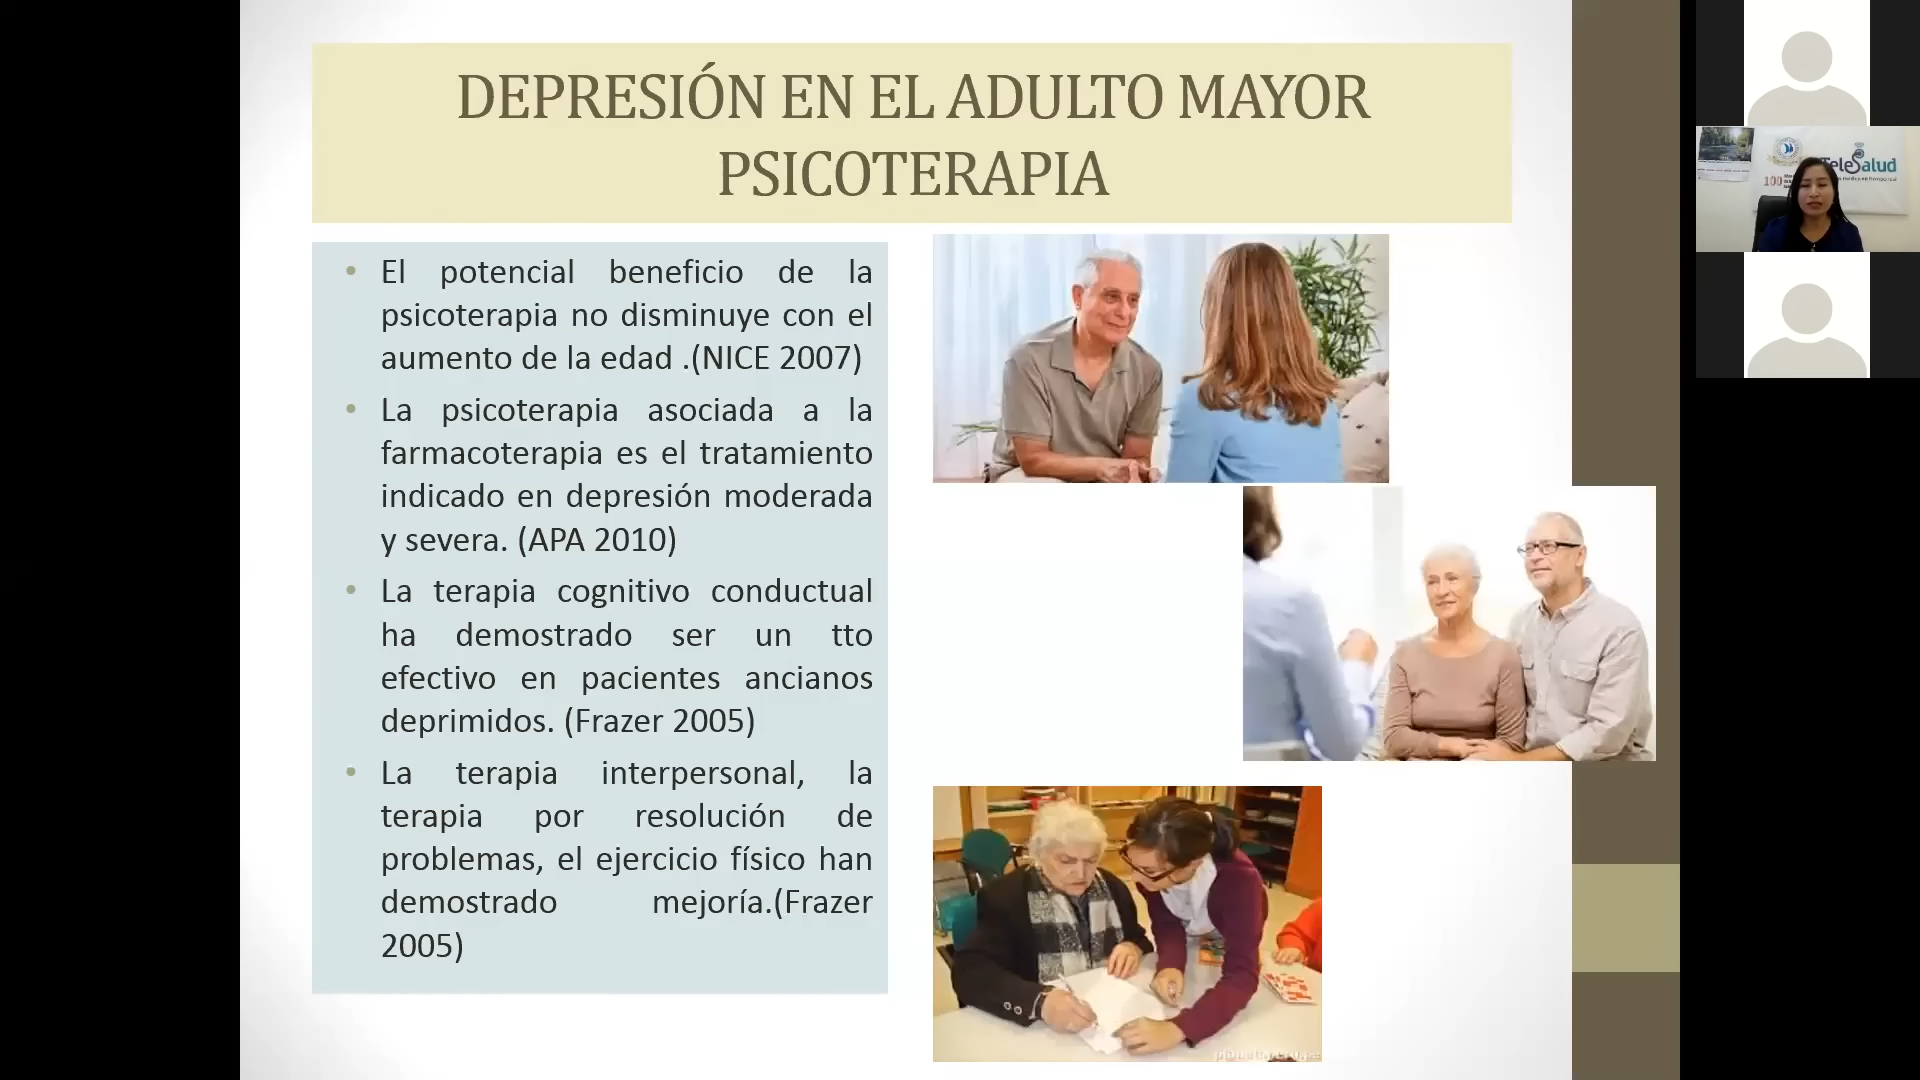 DEPRESIÓN EN EL ADULTO MAYOR
PSICOTERAPIA
• El potencial beneficio de la
psicoterapia no disminuye con el
aumento de la edad .(NICE 2007)
• La psicoterapia asociada a la
farmacoterapia es el tratamiento
indicado en depresión moderada
y severa. (APA 2010)
• La terapia cognitivo conductual
ha demostrado ser un tto
efectivo en pacientes ancianos
deprimidos. (Frazer 2005)
• La terapia interpersonal, la
terapia por resolución de
problemas, el ejercicio físico han
demostrado mejoría.(Frazer
2005)
TeleSalud
100